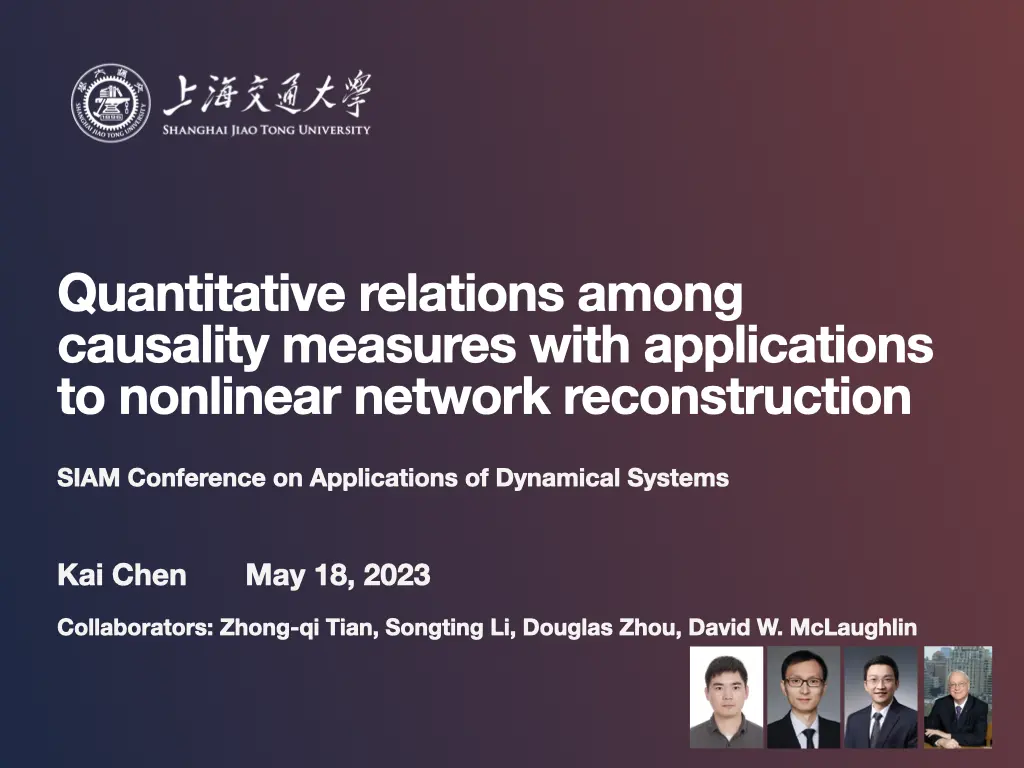 上海交通大學
SHANGHAI JIAO TONG UNIVERSITY
Quantitative relations among
causality measures with applications
to nonlinear network reconstruction
SIAM Conference on Applications of Dynamical Systems
Kai Chen May 18, 2023
Collaborators: Zhong-qi Tian, Songting Li, Douglas Zhou, David W. McLaughlin